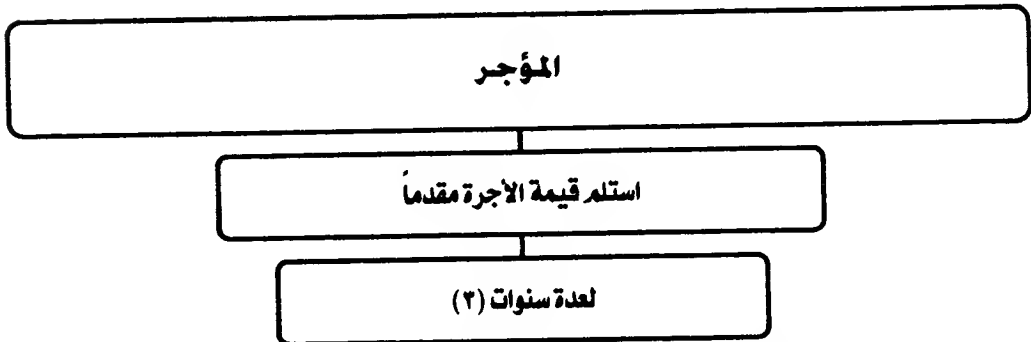 المؤجر
استلم قيمة الأجرة مقدماً
لعدة سنوات (٣)